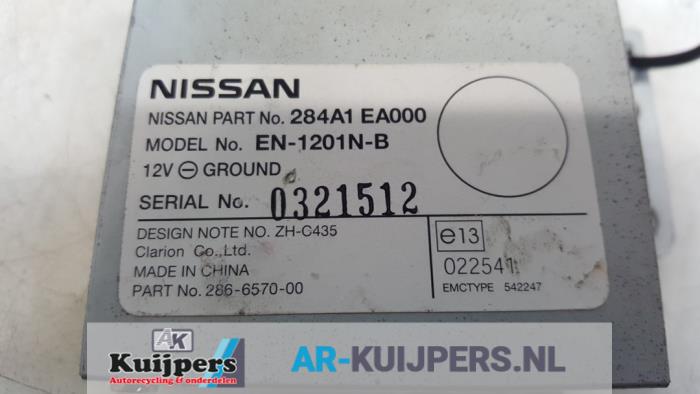 NISSAN
NISSAN PART No. 284A1 EA000
MODEL No. EN-1201N-B
12V ⊖ GROUND
SERIAL No. 0321512
DESIGN NOTE NO. ZH-C435
Clarion Co.,Ltd.
MADE IN CHINA
PART No. 286-6570-00
e13
022541
EMCTYPE 542247
AK
Kuijpers
Autorecycling & onderdelen
AR-KUIJPERS.NL